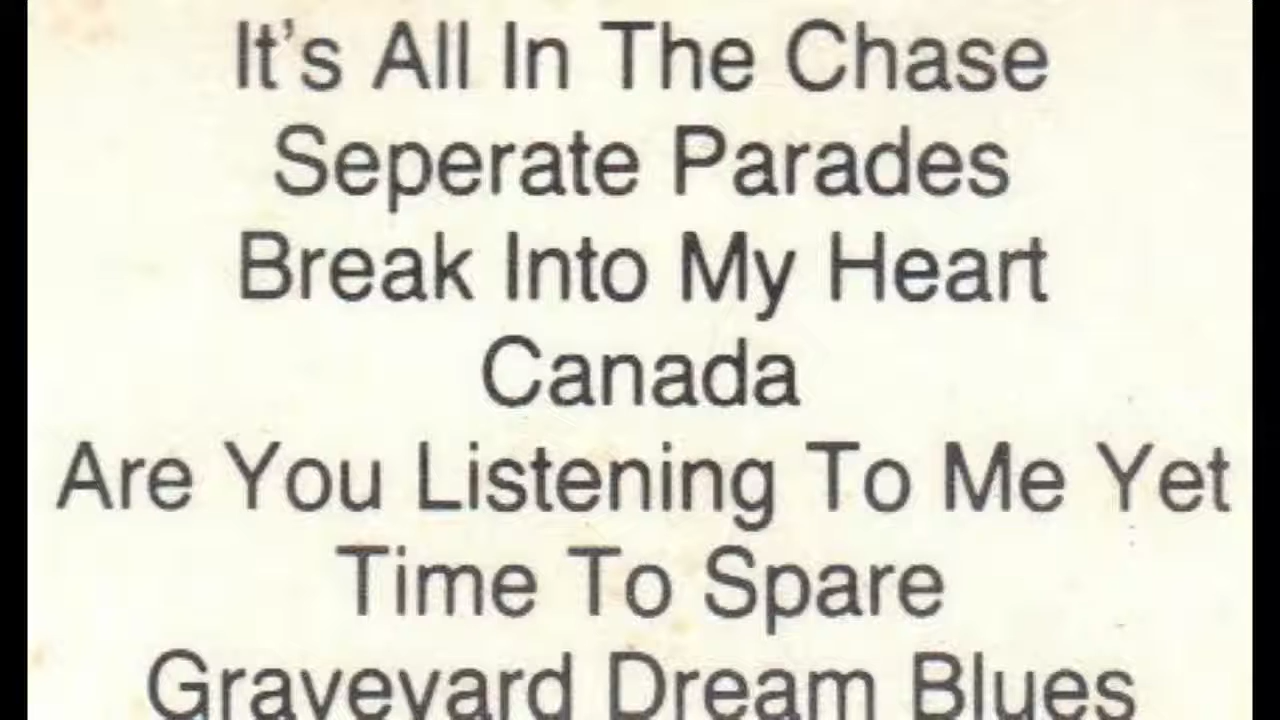 It's All In The Chase
Seperate Parades
Break Into My Heart
Canada
Are You Listening To Me Yet
Time To Spare
Graveyard Dream Blues